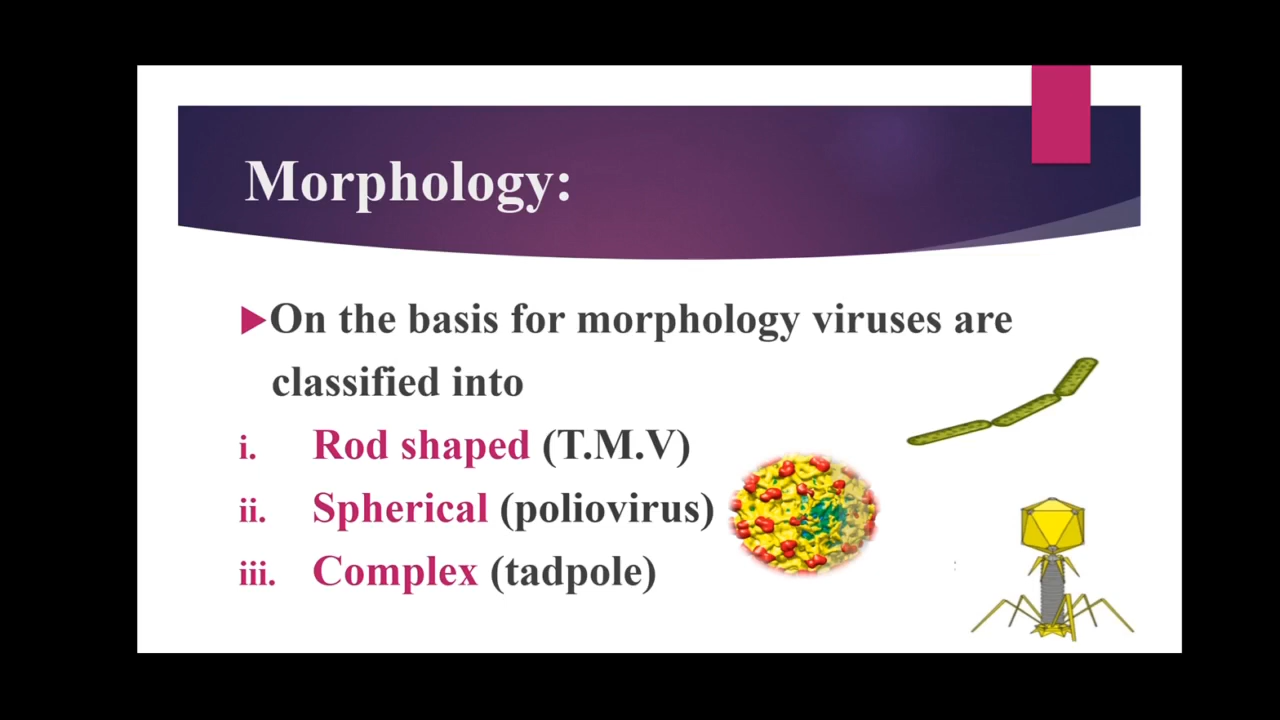 Morphology:
On the basis for morphology viruses are
classified into
i. Rod shaped (T.M.V)
ii. Spherical (poliovirus)
iii. Complex (tadpole)